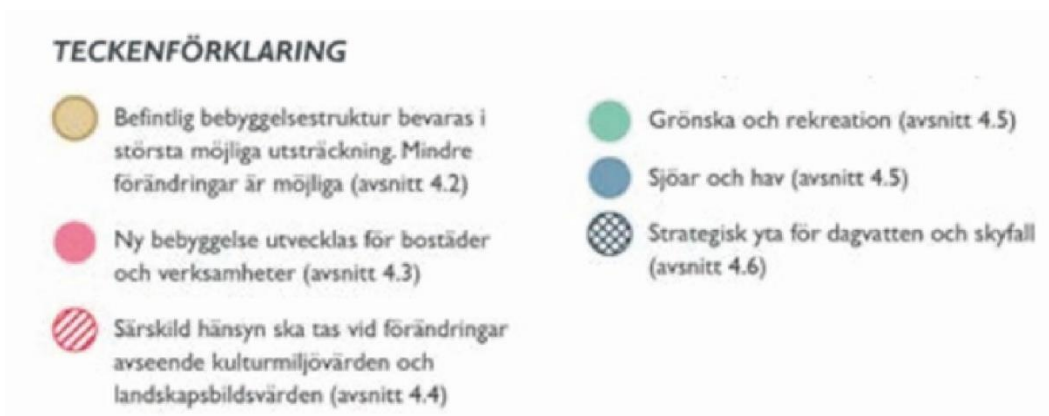 TECKENFÖRKLARING
Befintlig bebyggelsestruktur bevaras i
största möjliga utsträckning. Mindre
förändringar är möjliga (avsnitt 4.2)
Ny bebyggelse utvecklas för bostäder
och verksamheter (avsnitt 4.3)
Särskild hänsyn ska tas vid förändringar
avseende kulturmiljövärden och
landskapsbildsvärden (avsnitt 4.4)
Grönska och rekreation (avsnitt 4.5)
Sjöar och hav (avsnitt 4.5)
Strategisk yta för dagvatten och skyfall
(avsnitt 4.6)